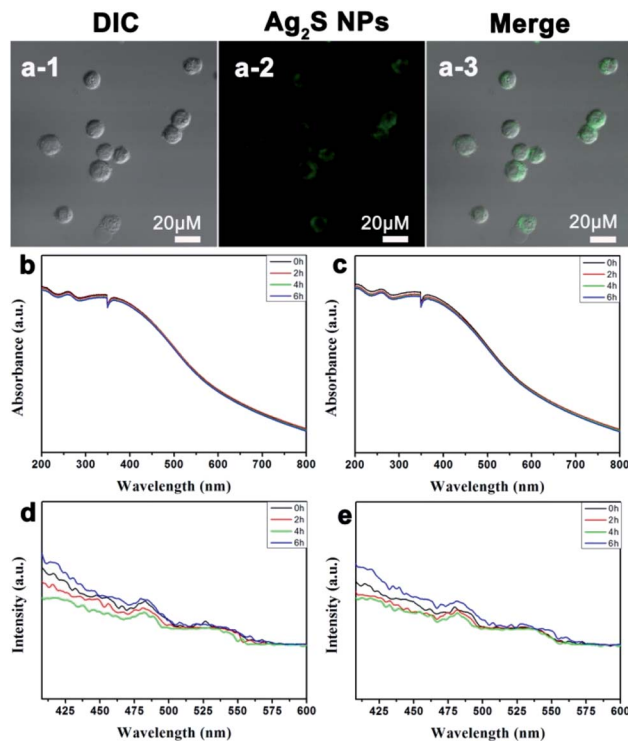 DIC Ag₂S NPs Merge
a-1 a-2 a-3
20μM 20μM 20μM
b c
0h 0h
2h 2h
4h 4h
6h 6h
Absorbance (a.u.) Absorbance (a.u.)
200 300 400 500 600 700 800 200 300 400 500 600 700 800
Wavelength (nm) Wavelength (nm)
d e
0h 0h
2h 2h
4h 4h
6h 6h
Intensity (a.u.) Intensity (a.u.)
425 450 475 500 525 550 575 600 425 450 475 500 525 550 575 600
Wavelength (nm) Wavelength (nm)